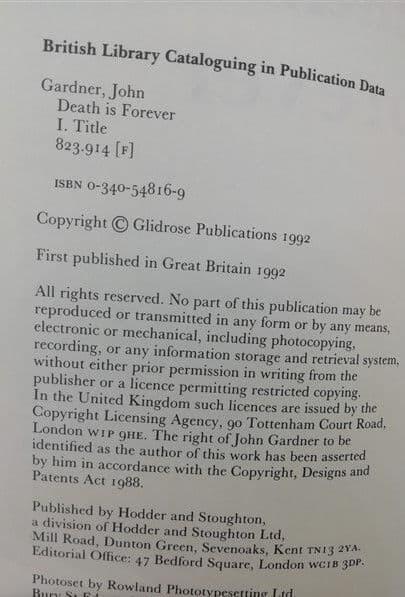 British Library Cataloguing in Publication Data
Gardner, John
Death is Forever
I. Title
823.914 [F]
ISBN 0-340-54816-9
Copyright © Glidrose Publications 1992
First published in Great Britain 1992
All rights reserved. No part of this publication may be
reproduced or transmitted in any form or by any means,
electronic or mechanical, including photocopying,
recording, or any information storage and retrieval system,
without either prior permission in writing from the
publisher or a licence permitting restricted copying.
In the United Kingdom such licences are issued by the
Copyright Licensing Agency, 90 Tottenham Court Road,
London W1P 9HE. The right of John Gardner to be
identified as the author of this work has been asserted
by him in accordance with the Copyright, Designs and
Patents Act 1988.
Published by Hodder and Stoughton,
a division of Hodder and Stoughton Ltd,
Mill Road, Dunton Green, Sevenoaks, Kent TN13 2YA.
Editorial Office: 47 Bedford Square, London WC1B 3DP.
Photoset by Rowland Phototypesetting Ltd